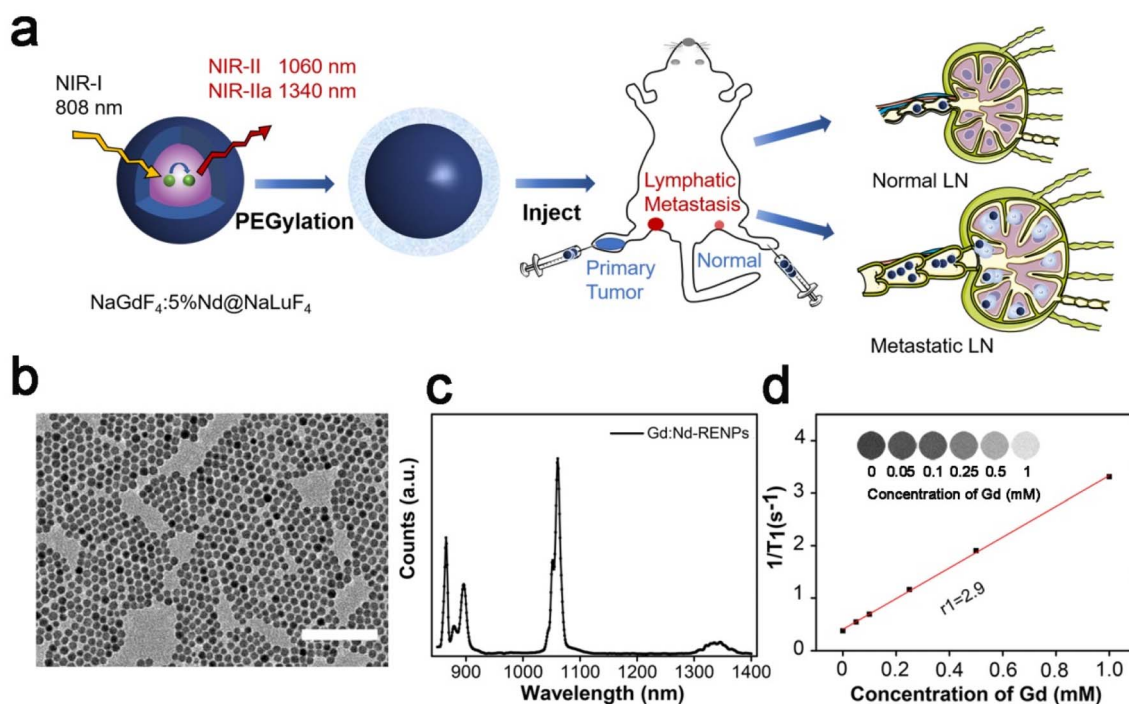 a
NIR-I
808 nm
NIR-II 1060 nm
NIR-IIa 1340 nm
PEGylation
Inject
NaGdF₄:5%Nd@NaLuF₄
Lymphatic
Metastasis
Primary
Tumor
Normal
Normal LN
Metastatic LN
b
c
Gd:Nd-RENPs
Counts (a.u.)
900 1000 1100 1200 1300 1400
Wavelength (nm)
d
4
3
2
1
0
1/T₁(s⁻¹)
0 0.05 0.1 0.25 0.5 1
Concentration of Gd (mM)
r1=2.9
0.0 0.2 0.4 0.6 0.8 1.0
Concentration of Gd (mM)